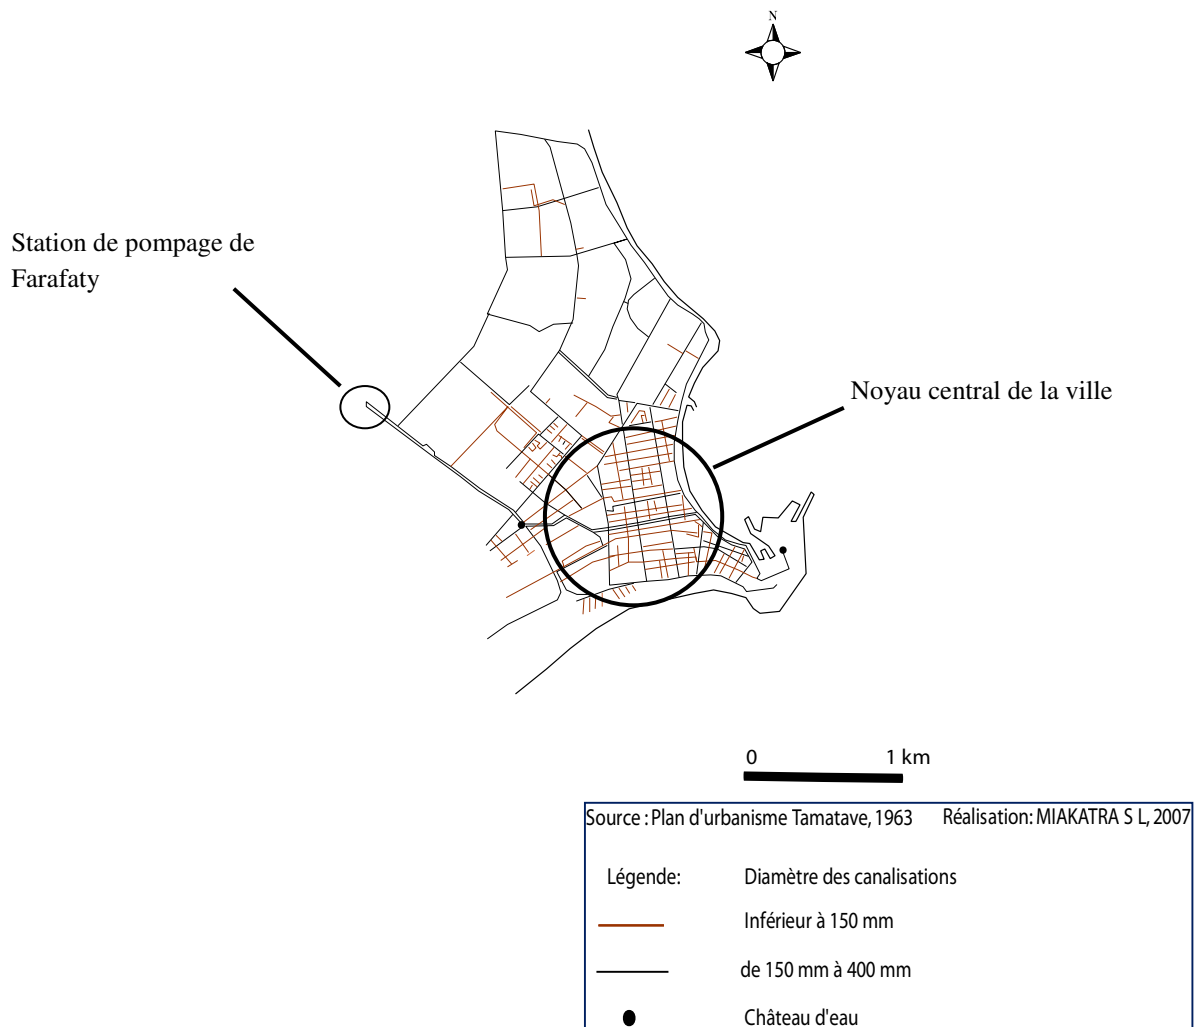 N
Station de pompage de
Farafaty
Noyau central de la ville
0 1 km
Source : Plan d'urbanisme Tamatave, 1963 Réalisation: MIAKATRA S L, 2007
Légende: Diamètre des canalisations
Inférieur à 150 mm
de 150 mm à 400 mm
Château d'eau